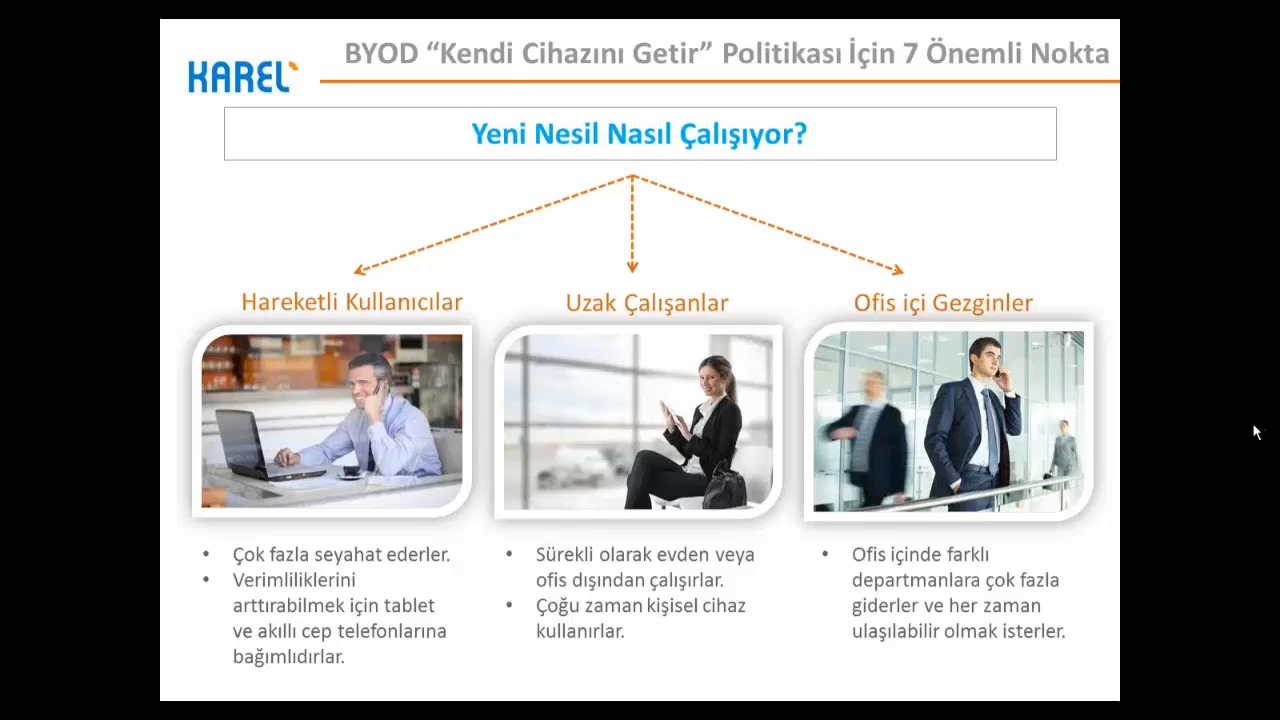 BYOD “Kendi Cihazını Getir” Politikası İçin 7 Önemli Nokta
KAREL
Yeni Nesil Nasıl Çalışıyor?
Hareketli Kullanıcılar
Uzak Çalışanlar
Ofis içi Gezginler
• Çok fazla seyahat ederler.
• Verimliliklerini
arttırabilmek için tablet
ve akıllı cep telefonlarına
bağımlıdırlar.
• Sürekli olarak evden veya
ofis dışından çalışırlar.
• Çoğu zaman kişisel cihaz
kullanırlar.
• Ofis içinde farklı
departmanlara çok fazla
giderler ve her zaman
ulaşılabilir olmak isterler.